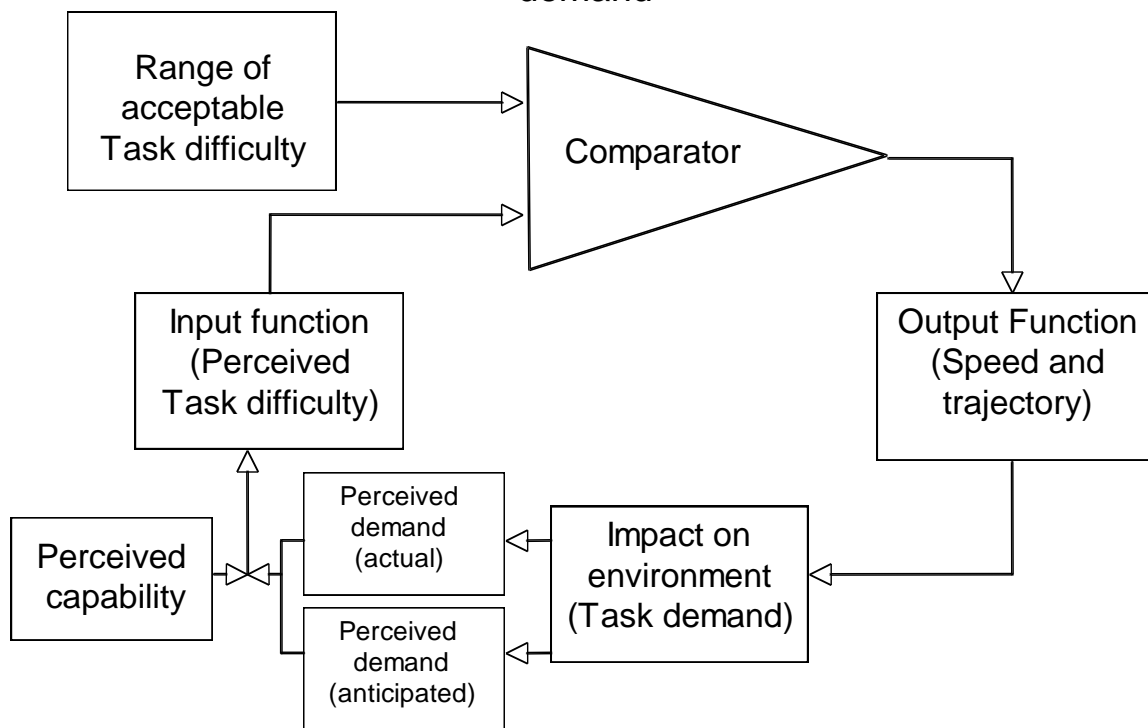 demand
Range of
acceptable
Task difficulty
Comparator
Input function
(Perceived
Task difficulty)
Output Function
(Speed and
trajectory)
Perceived
demand
(actual)
Impact on
environment
(Task demand)
Perceived
capability
Perceived
demand
(anticipated)